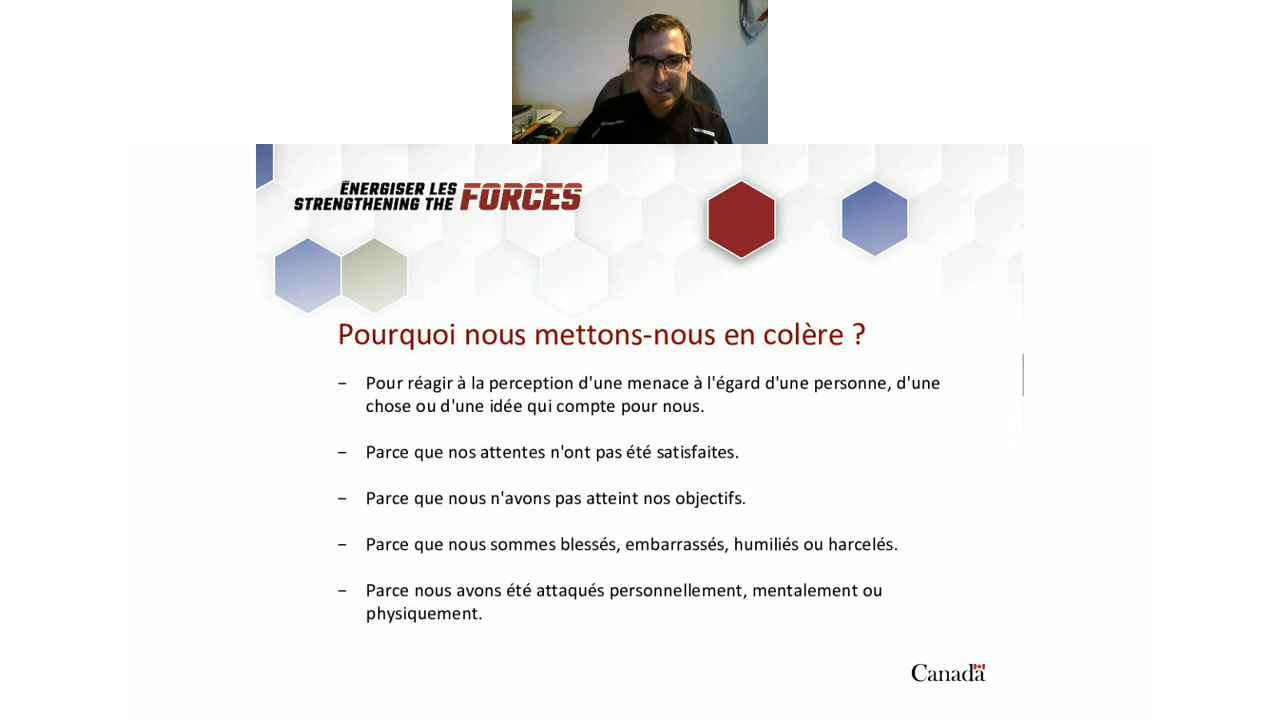 ÉNERGISER LES
STRENGTHENING THE FORCES
Pourquoi nous mettons-nous en colère ?
– Pour réagir à la perception d'une menace à l'égard d'une personne, d'une
chose ou d'une idée qui compte pour nous.
– Parce que nos attentes n'ont pas été satisfaites.
– Parce que nous n'avons pas atteint nos objectifs.
– Parce que nous sommes blessés, embarrassés, humiliés ou harcelés.
– Parce nous avons été attaqués personnellement, mentalement ou
physiquement.
Canada